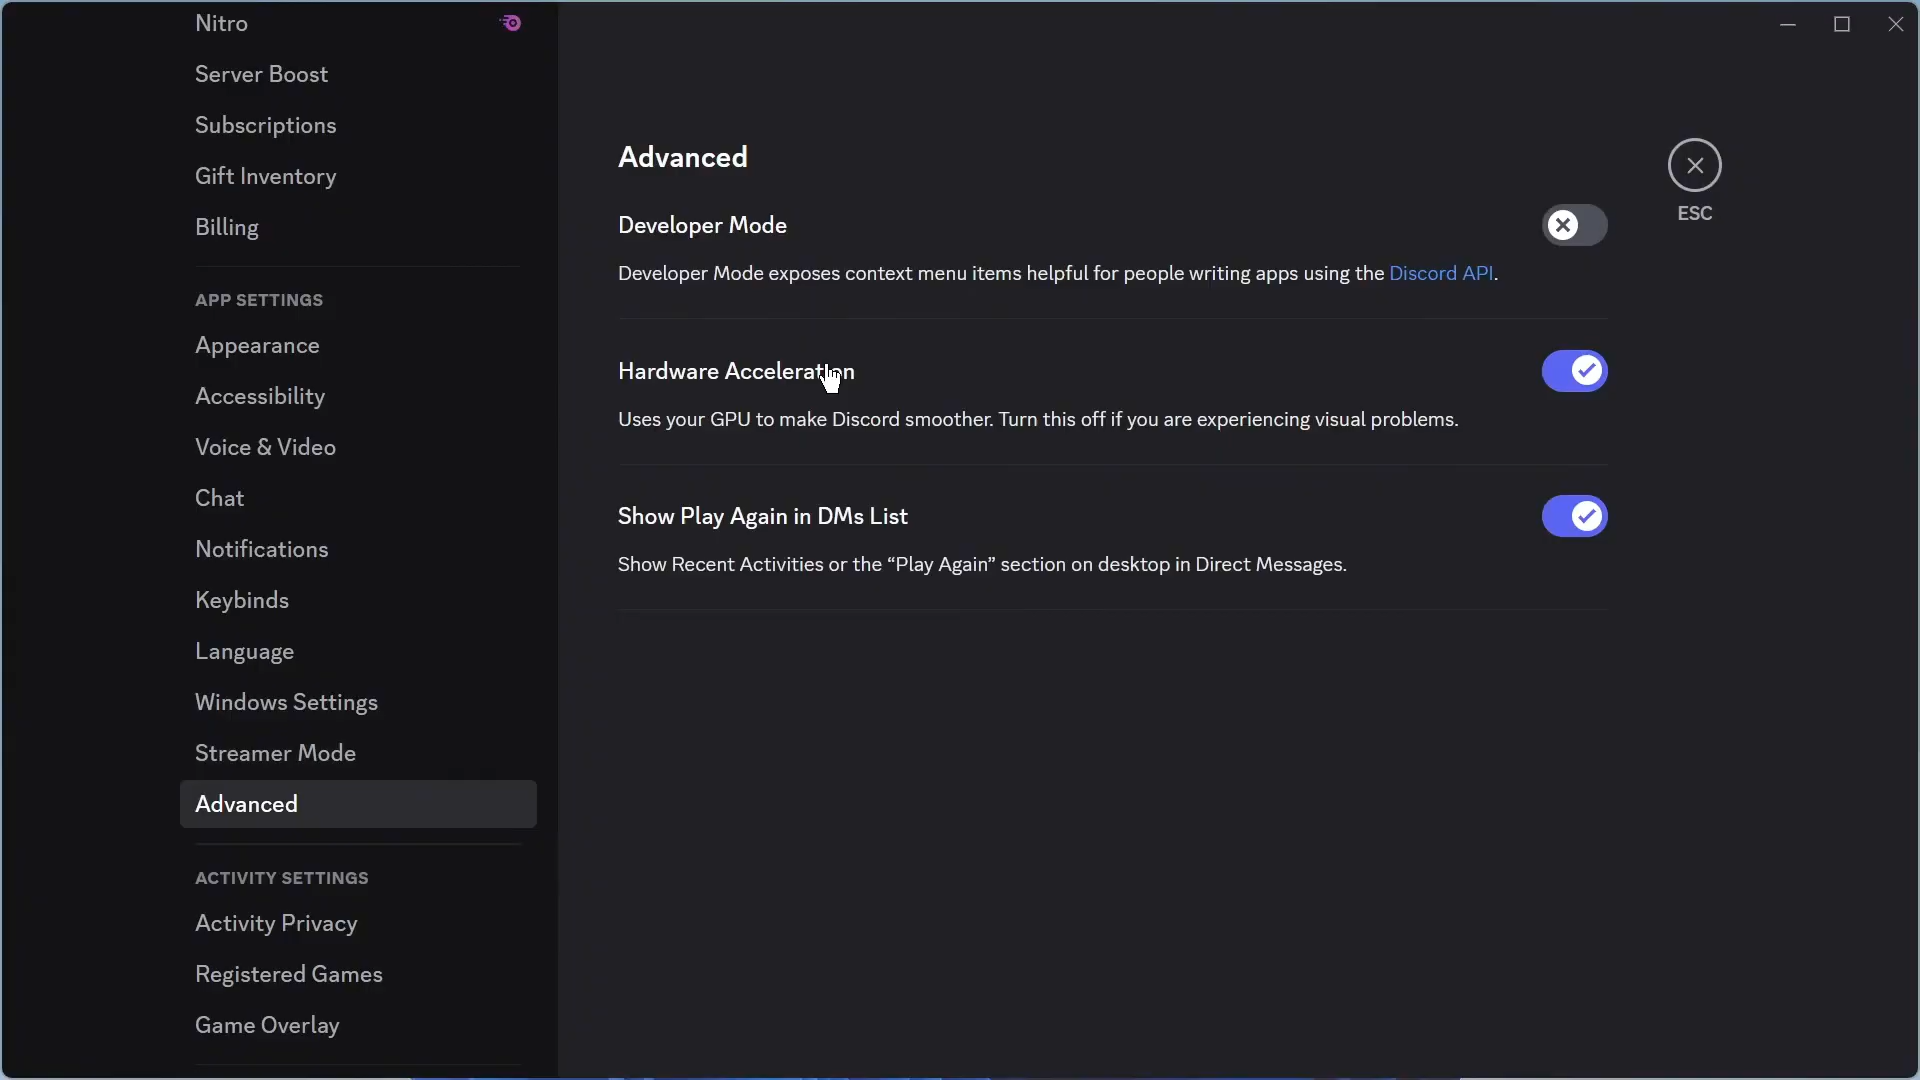 Nitro
Server Boost
Subscriptions
Gift Inventory
Billing
APP SETTINGS
Appearance
Accessibility
Voice & Video
Chat
Notifications
Keybinds
Language
Windows Settings
Streamer Mode
Advanced
ACTIVITY SETTINGS
Activity Privacy
Registered Games
Game Overlay
Advanced
Developer Mode
Developer Mode exposes context menu items helpful for people writing apps using the Discord API.
Hardware Acceleration
Uses your GPU to make Discord smoother. Turn this off if you are experiencing visual problems.
Show Play Again in DMs List
Show Recent Activities or the “Play Again” section on desktop in Direct Messages.
ESC